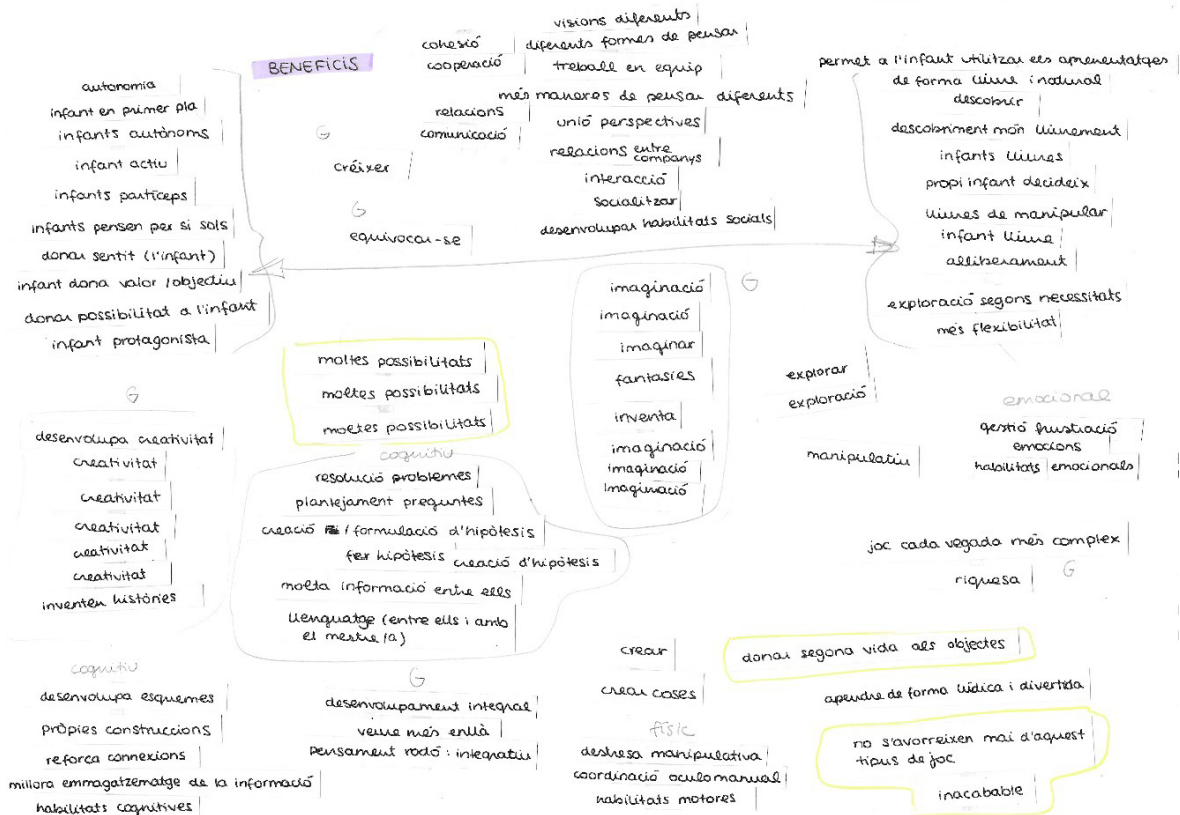 BENEFICIS
autonomia
infant en primer pla
infants autònoms
infant actiu
infants partíceps
infants pensen per si sols
donar sentit (l'infant)
infant dona valor / objectiu
donar possibilitat a l'infant
infant protagonista
cohesió
cooperació
relacions
comunicació
G
créixer
G
equivocar-se
visions diferents
diferents formes de pensar
treball en equip
més maneres de pensar diferents
unió perspectives
relacions entre companys
interacció
socialitzar
desenvolupar habilitats socials
permet a l'infant utilitzar els aprenentatges
de forma lliure i natural
descobrir
descobriment món lliurement
infants lliures
propi infant decideix
lliures de manipular
infant lliure
alliberament
exploració segons necessitats
més flexibilitat
G
imaginació
imaginació
imaginar
fantasies
inventa
imaginació
imaginació
Imaginació
moltes possibilitats
moltes possibilitats
moltes possibilitats
explorar
exploració
manipulatiu
emocional
gestió frustració
emocions
habilitats emocionals
G
desenvolupa creativitat
creativitat
creativitat
creativitat
creativitat
creativitat
inventen històries
cognitiu
resolució problemes
plantejament preguntes
creació / formulació d'hipòtesis
fer hipòtesis creació d'hipòtesis
molta informació entre ells
llenguatge (entre ells i amb
el mestre/a)
joc cada vegada més complex
riquesa
G
cognitiu
desenvolupa esquemes
pròpies construccions
reforça connexions
millora emmagatzematge de la informació
habilitats cognitives
G
desenvolupament integral
veure més enllà
pensament rodó: integratiu
crear
crear coses
físic
destresa manipulativa
coordinació oculomanual
habilitats motores
donar segona vida als objectes
apendre de forma lúdica i divertida
no s'avorreixen mai d'aquest
tipus de joc
inacabable